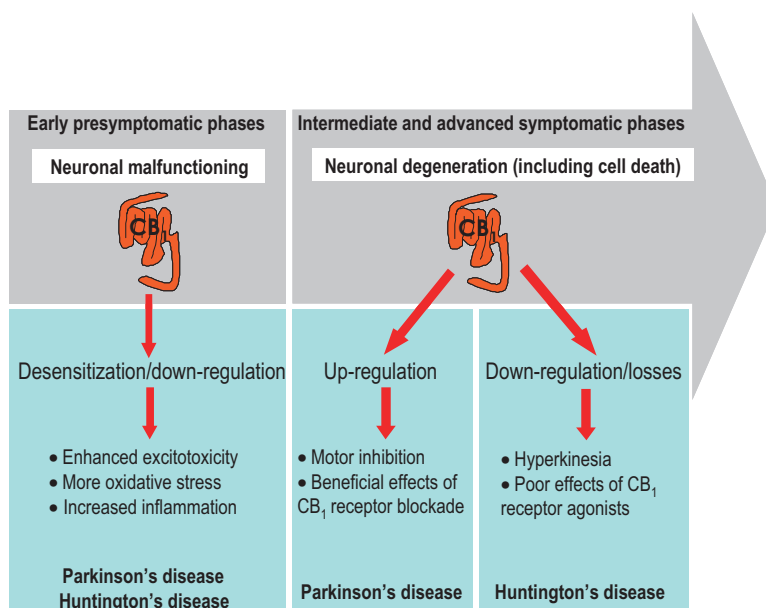 Early presymptomatic phases
Neuronal malfunctioning
CB1
Desensitization/down-regulation
• Enhanced excitotoxicity
• More oxidative stress
• Increased inflammation
Parkinson's disease
Huntington's disease
Intermediate and advanced symptomatic phases
Neuronal degeneration (including cell death)
CB1
Up-regulation
• Motor inhibition
• Beneficial effects of
CB1 receptor blockade
Parkinson's disease
Down-regulation/losses
• Hyperkinesia
• Poor effects of CB1
receptor agonists
Huntington's disease